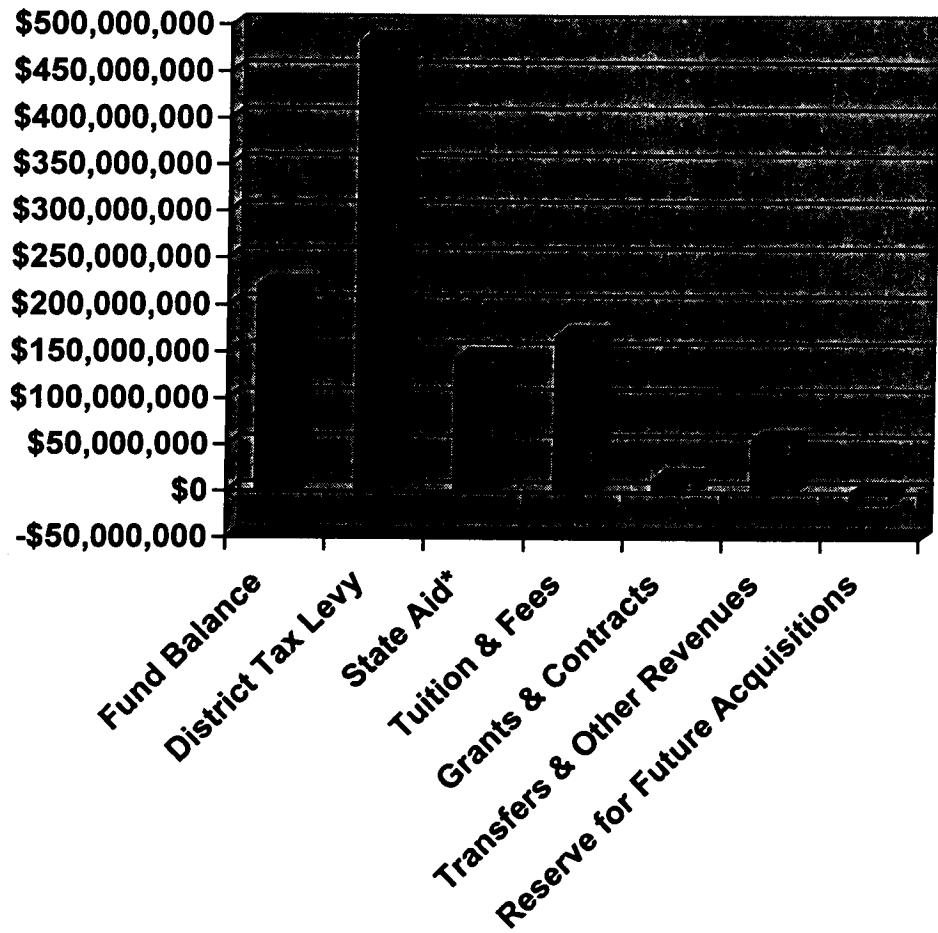 $500,000,000
$450,000,000
$400,000,000
$350,000,000
$300,000,000
$250,000,000
$200,000,000
$150,000,000
$100,000,000
$50,000,000
$0
-$50,000,000
Fund Balance
District Tax Levy
State Aid*
Tuition & Fees
Grants & Contracts
Transfers & Other Revenues
Reserve for Future Acquisitions